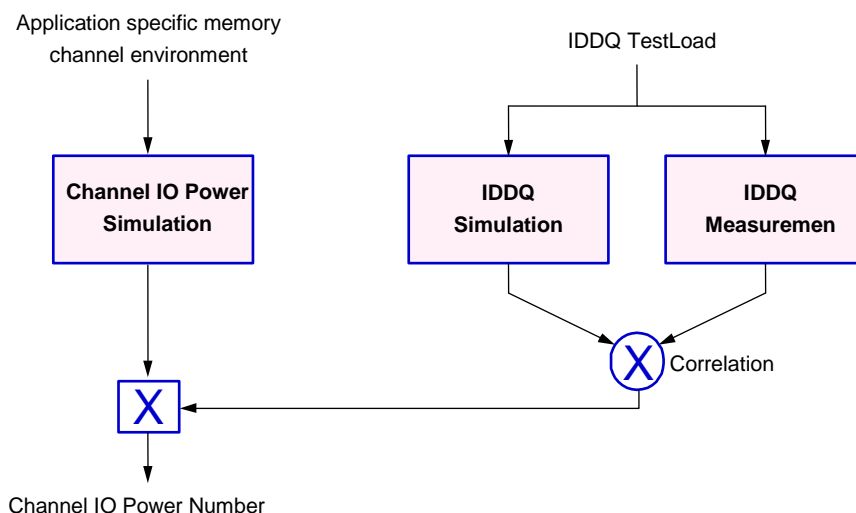 Application specific memory
channel environment
IDDQ TestLoad
Channel IO Power
Simulation
IDDQ
Simulation
IDDQ
Measuremen
X
Correlation
X
Channel IO Power Number